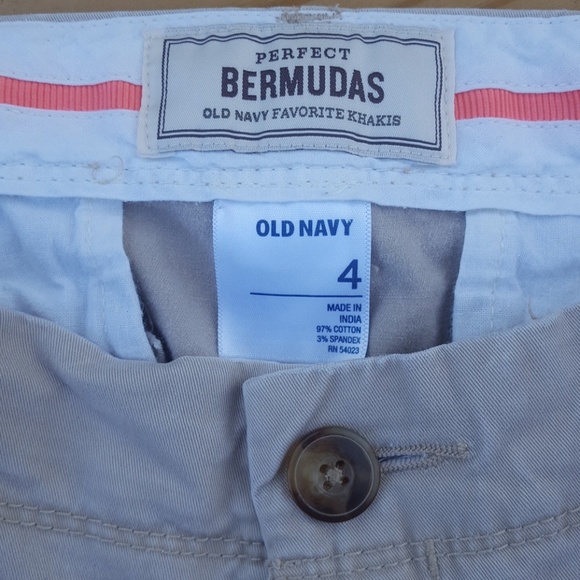 PERFECT
BERMUDAS
OLD NAVY FAVORITE KHAKIS
OLD NAVY
4
MADE IN
INDIA
97% COTTON
3% SPANDEX
RN 54023